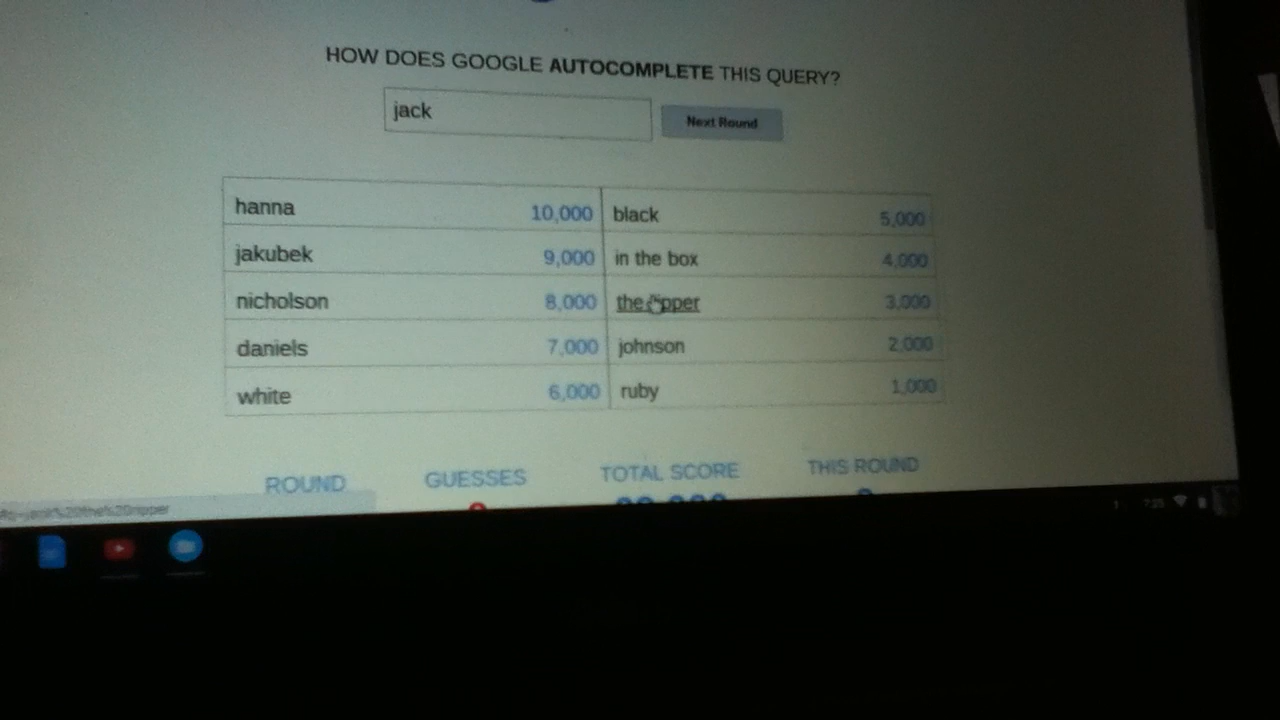 HOW DOES GOOGLE AUTOCOMPLETE THIS QUERY?
jack
Next Round
hanna 10,000 black 5,000
jakubek 9,000 in the box 4,000
nicholson 8,000 the ripper 3,000
daniels 7,000 johnson 2,000
white 6,000 ruby 1,000
ROUND GUESSES TOTAL SCORE THIS ROUND